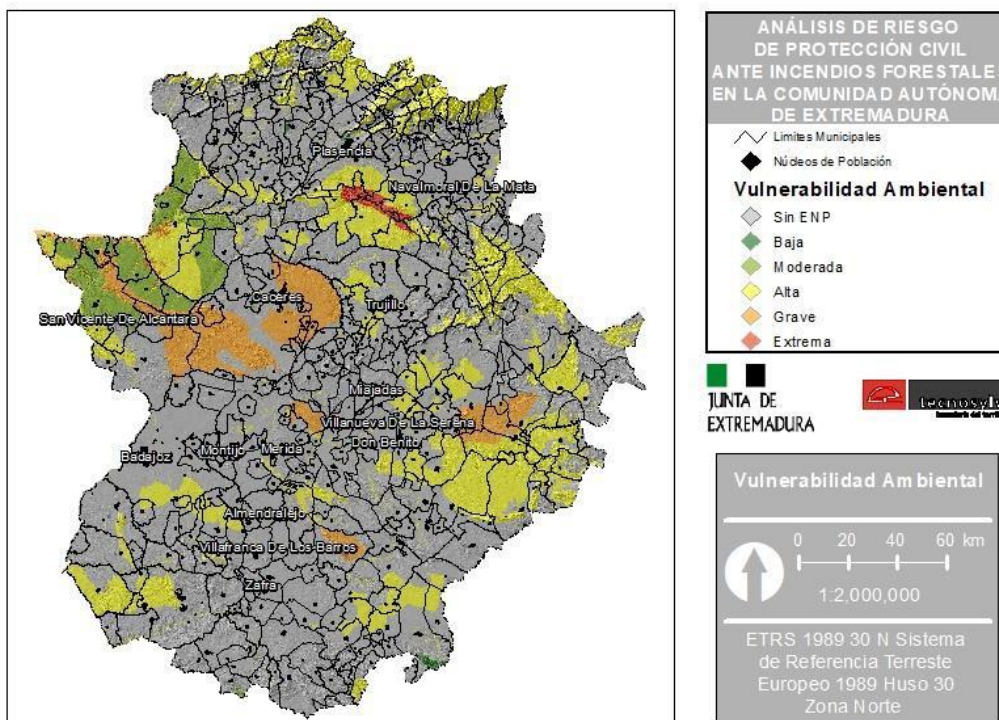 Plasencia
Navalmoral De La Mata
Cáceres
Trujillo
San Vicente De Alcantara
Miajadas
Villanueva De La Serena
Don Benito
Badajoz
Montijo
Merida
Almendralejo
Villafranca De Los Barros
Zafra
ANÁLISIS DE RIESGO
DE PROTECCIÓN CIVIL
ANTE INCENDIOS FORESTALE
EN LA COMUNIDAD AUTÓNOM
DE EXTREMADURA
Limites Municipales
Núcleos de Población
Vulnerabilidad Ambiental
Sin ENP
Baja
Moderada
Alta
Grave
Extrema
JUNTA DE
EXTREMADURA
tecnosyl
Vulnerabilidad Ambiental
0 20 40 60 km
1:2,000,000
ETRS 1989 30 N Sistema
de Referencia Terreste
Europeo 1989 Huso 30
Zona Norte